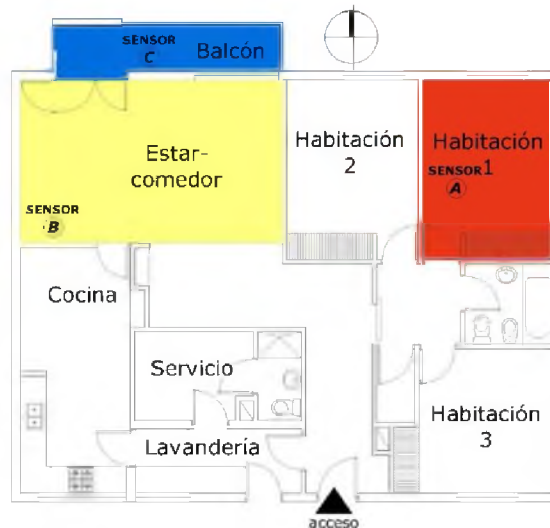 SENSOR
C
Balcón
Estar-
comedor
Habitación
2
Habitación
SENSOR 1
A
SENSOR
B
Cocina
Servicio
Lavandería
Habitación
3
acceso